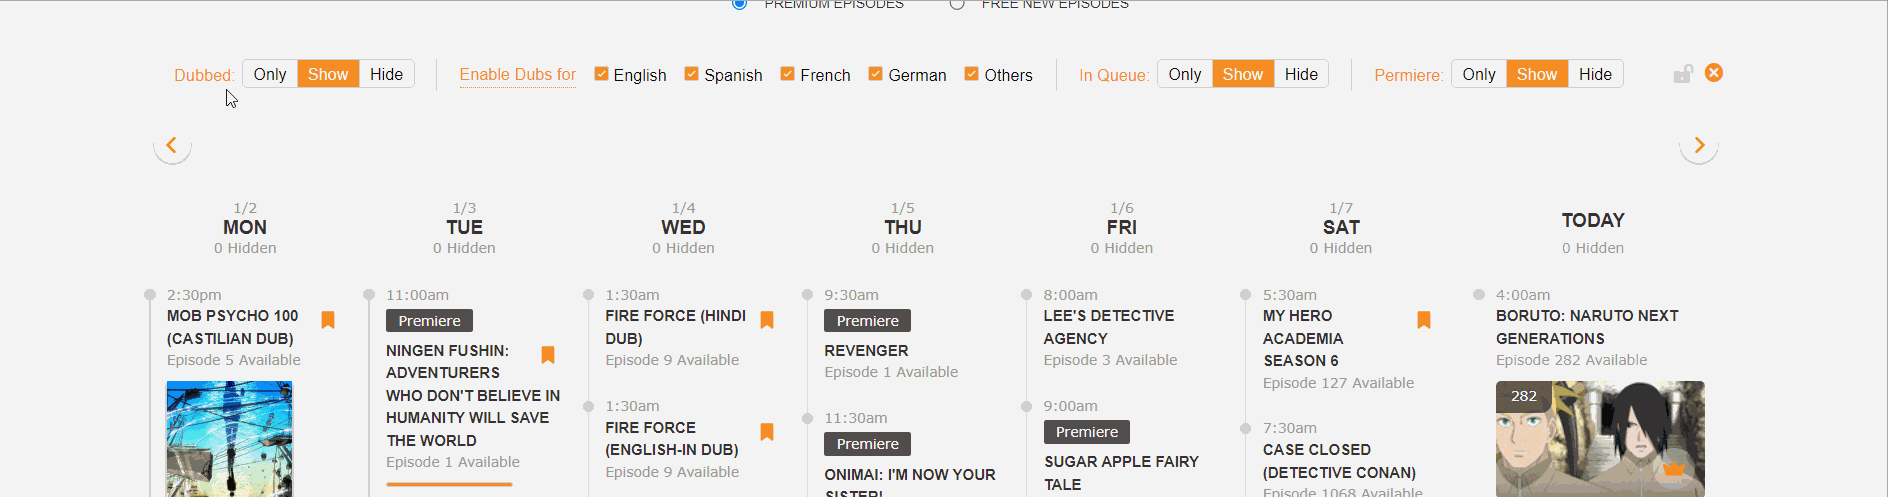 PREMIUM EPISODES FREE NEW EPISODES
Dubbed: Only Show Hide Enable Dubs for English Spanish French German Others In Queue: Only Show Hide Permiere: Only Show Hide
1/2
MON
0 Hidden
2:30pm
MOB PSYCHO 100
(CASTILIAN DUB)
Episode 5 Available
1/3
TUE
0 Hidden
11:00am
Premiere
NINGEN FUSHIN:
ADVENTURERS
WHO DON'T BELIEVE IN
HUMANITY WILL SAVE
THE WORLD
Episode 1 Available
1/4
WED
0 Hidden
1:30am
FIRE FORCE (HINDI
DUB)
Episode 9 Available
1:30am
FIRE FORCE
(ENGLISH-IN DUB)
Episode 9 Available
1/5
THU
0 Hidden
9:30am
Premiere
REVENGER
Episode 1 Available
11:30am
Premiere
ONIMAI: I'M NOW YOUR
SISTER!
1/6
FRI
0 Hidden
8:00am
LEE'S DETECTIVE
AGENCY
Episode 3 Available
9:00am
Premiere
SUGAR APPLE FAIRY
TALE
1/7
SAT
0 Hidden
5:30am
MY HERO
ACADEMIA
SEASON 6
Episode 127 Available
7:30am
CASE CLOSED
(DETECTIVE CONAN)
Episode 1068 Available
TODAY
0 Hidden
4:00am
BORUTO: NARUTO NEXT
GENERATIONS
Episode 282 Available
282